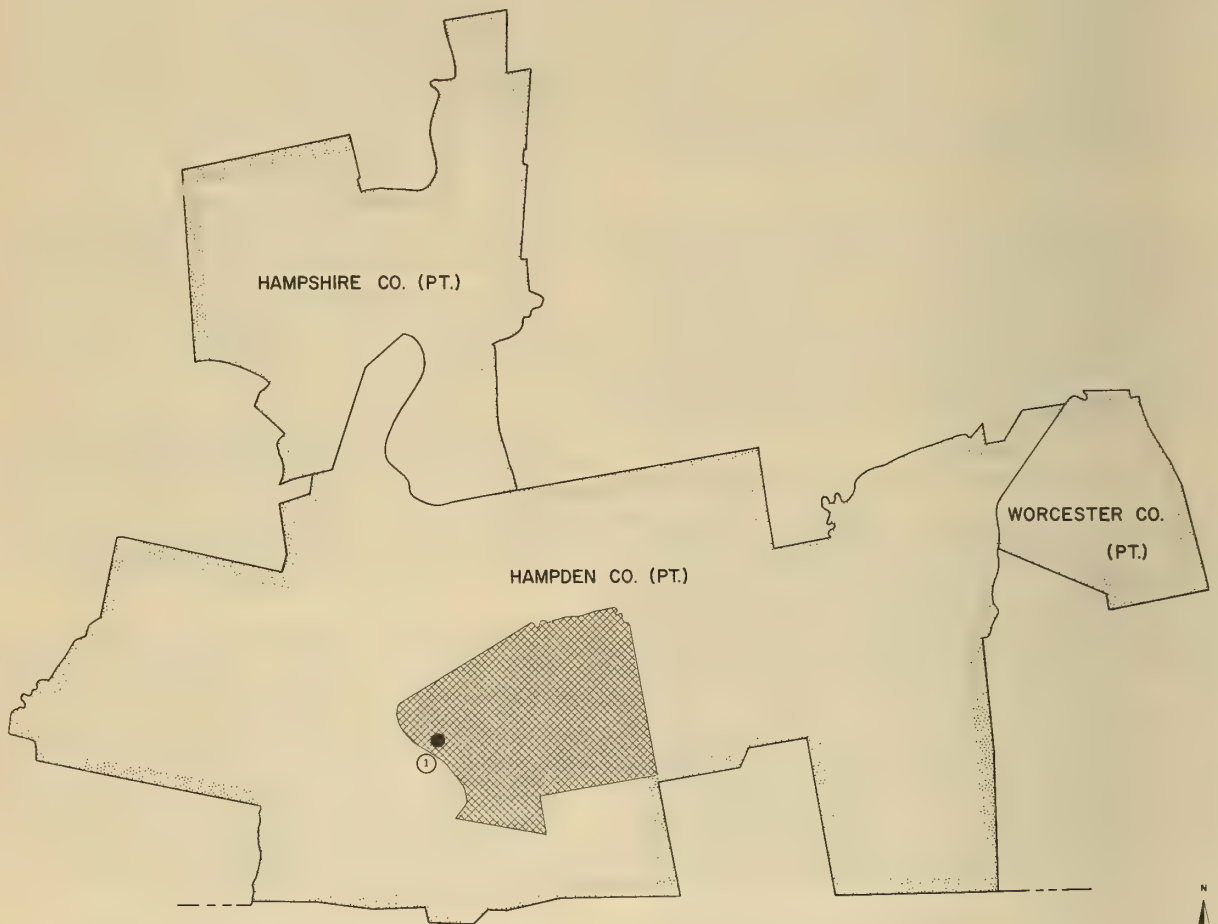 HAMPSHIRE CO. (PT.)
WORCESTER CO.
(PT.)
HAMPDEN CO. (PT.)
1
N